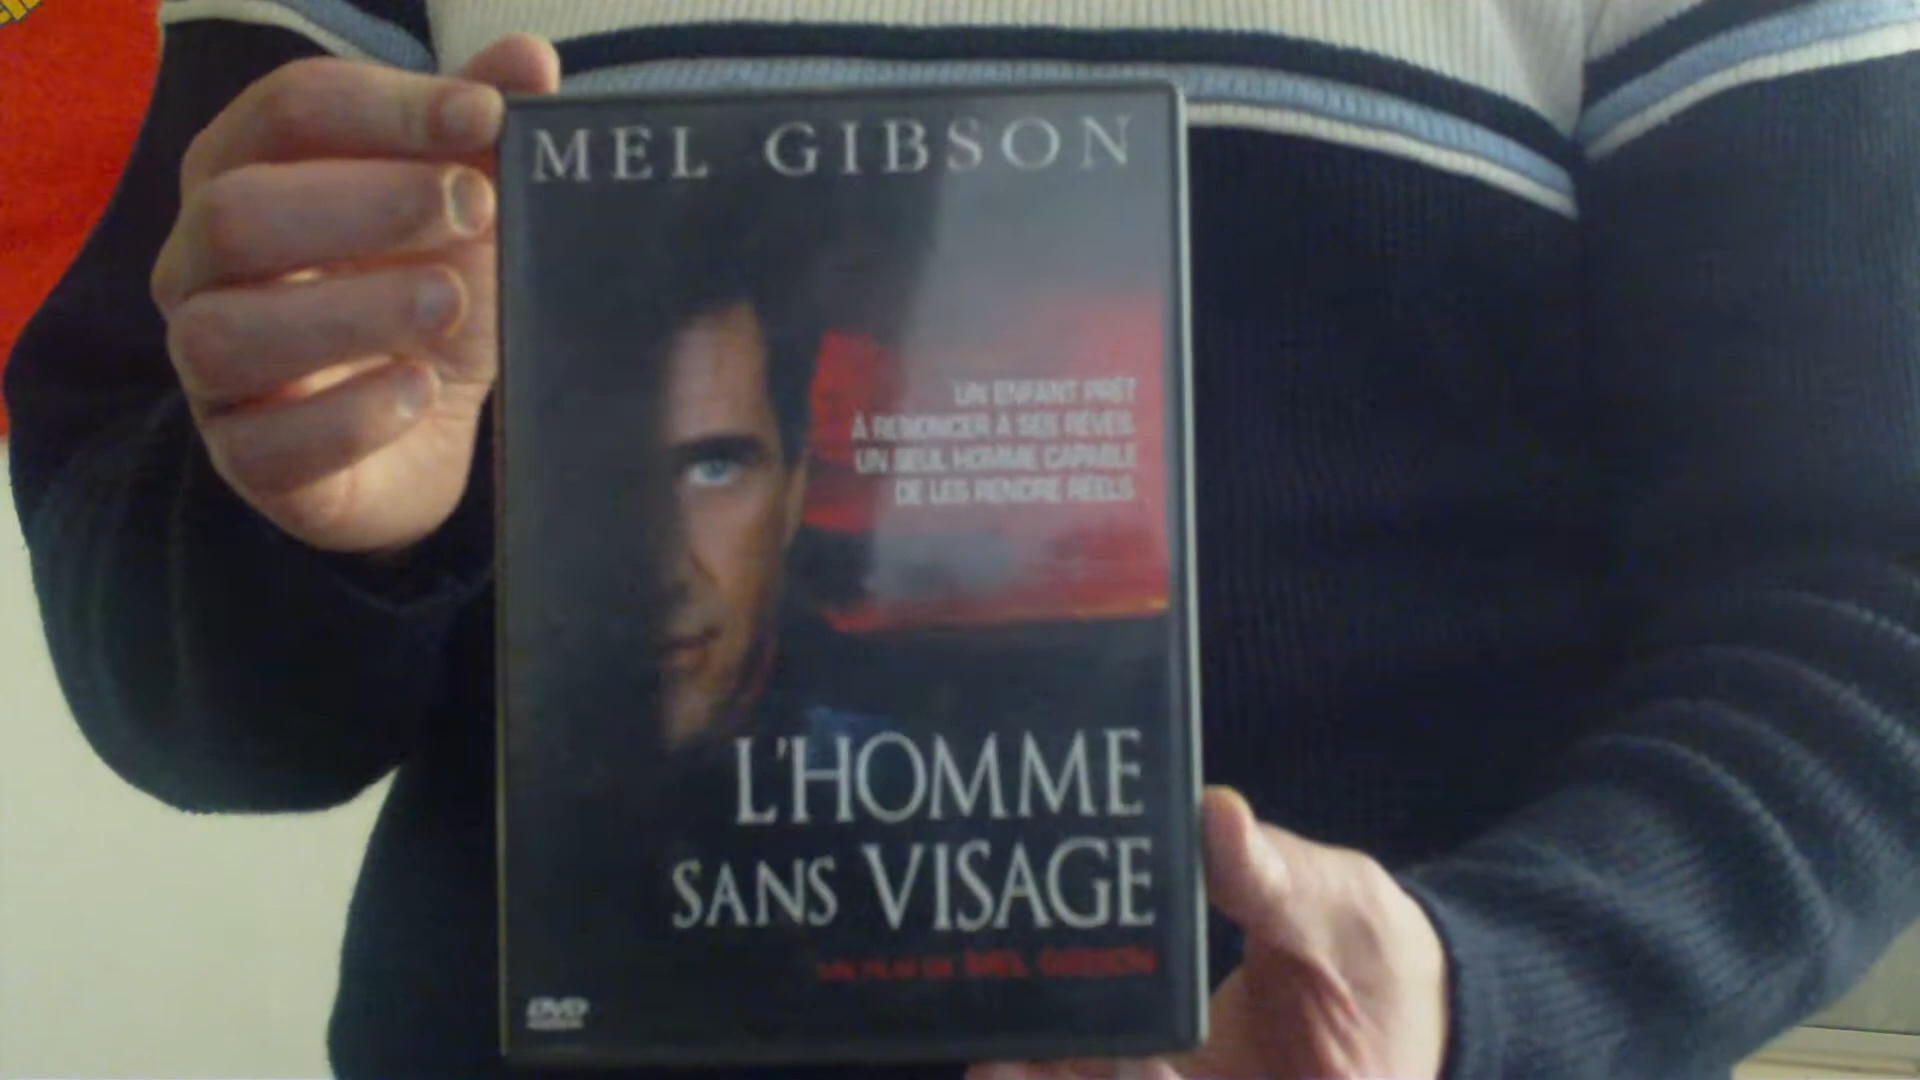 MEL GIBSON
UN ENFANT PRÊT
À RENONCER À SES RÊVES.
UN SEUL HOMME CAPABLE
DE LES RENDRE RÉELS.
L'HOMME
SANS VISAGE
UN FILM DE MEL GIBSON
DVD